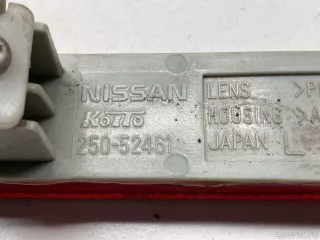 NISSAN
KOITO
250-52461
LENS >P
HOUSING >A
JAPAN L